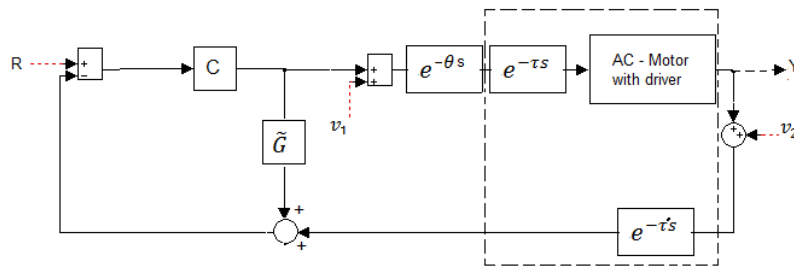 R
+
−
C
+
+
e^{-θs}
e^{-τs}
AC - Motor
with driver
Y
v₁
G̃
+
+
v₂
+
+
e^{-τ's}